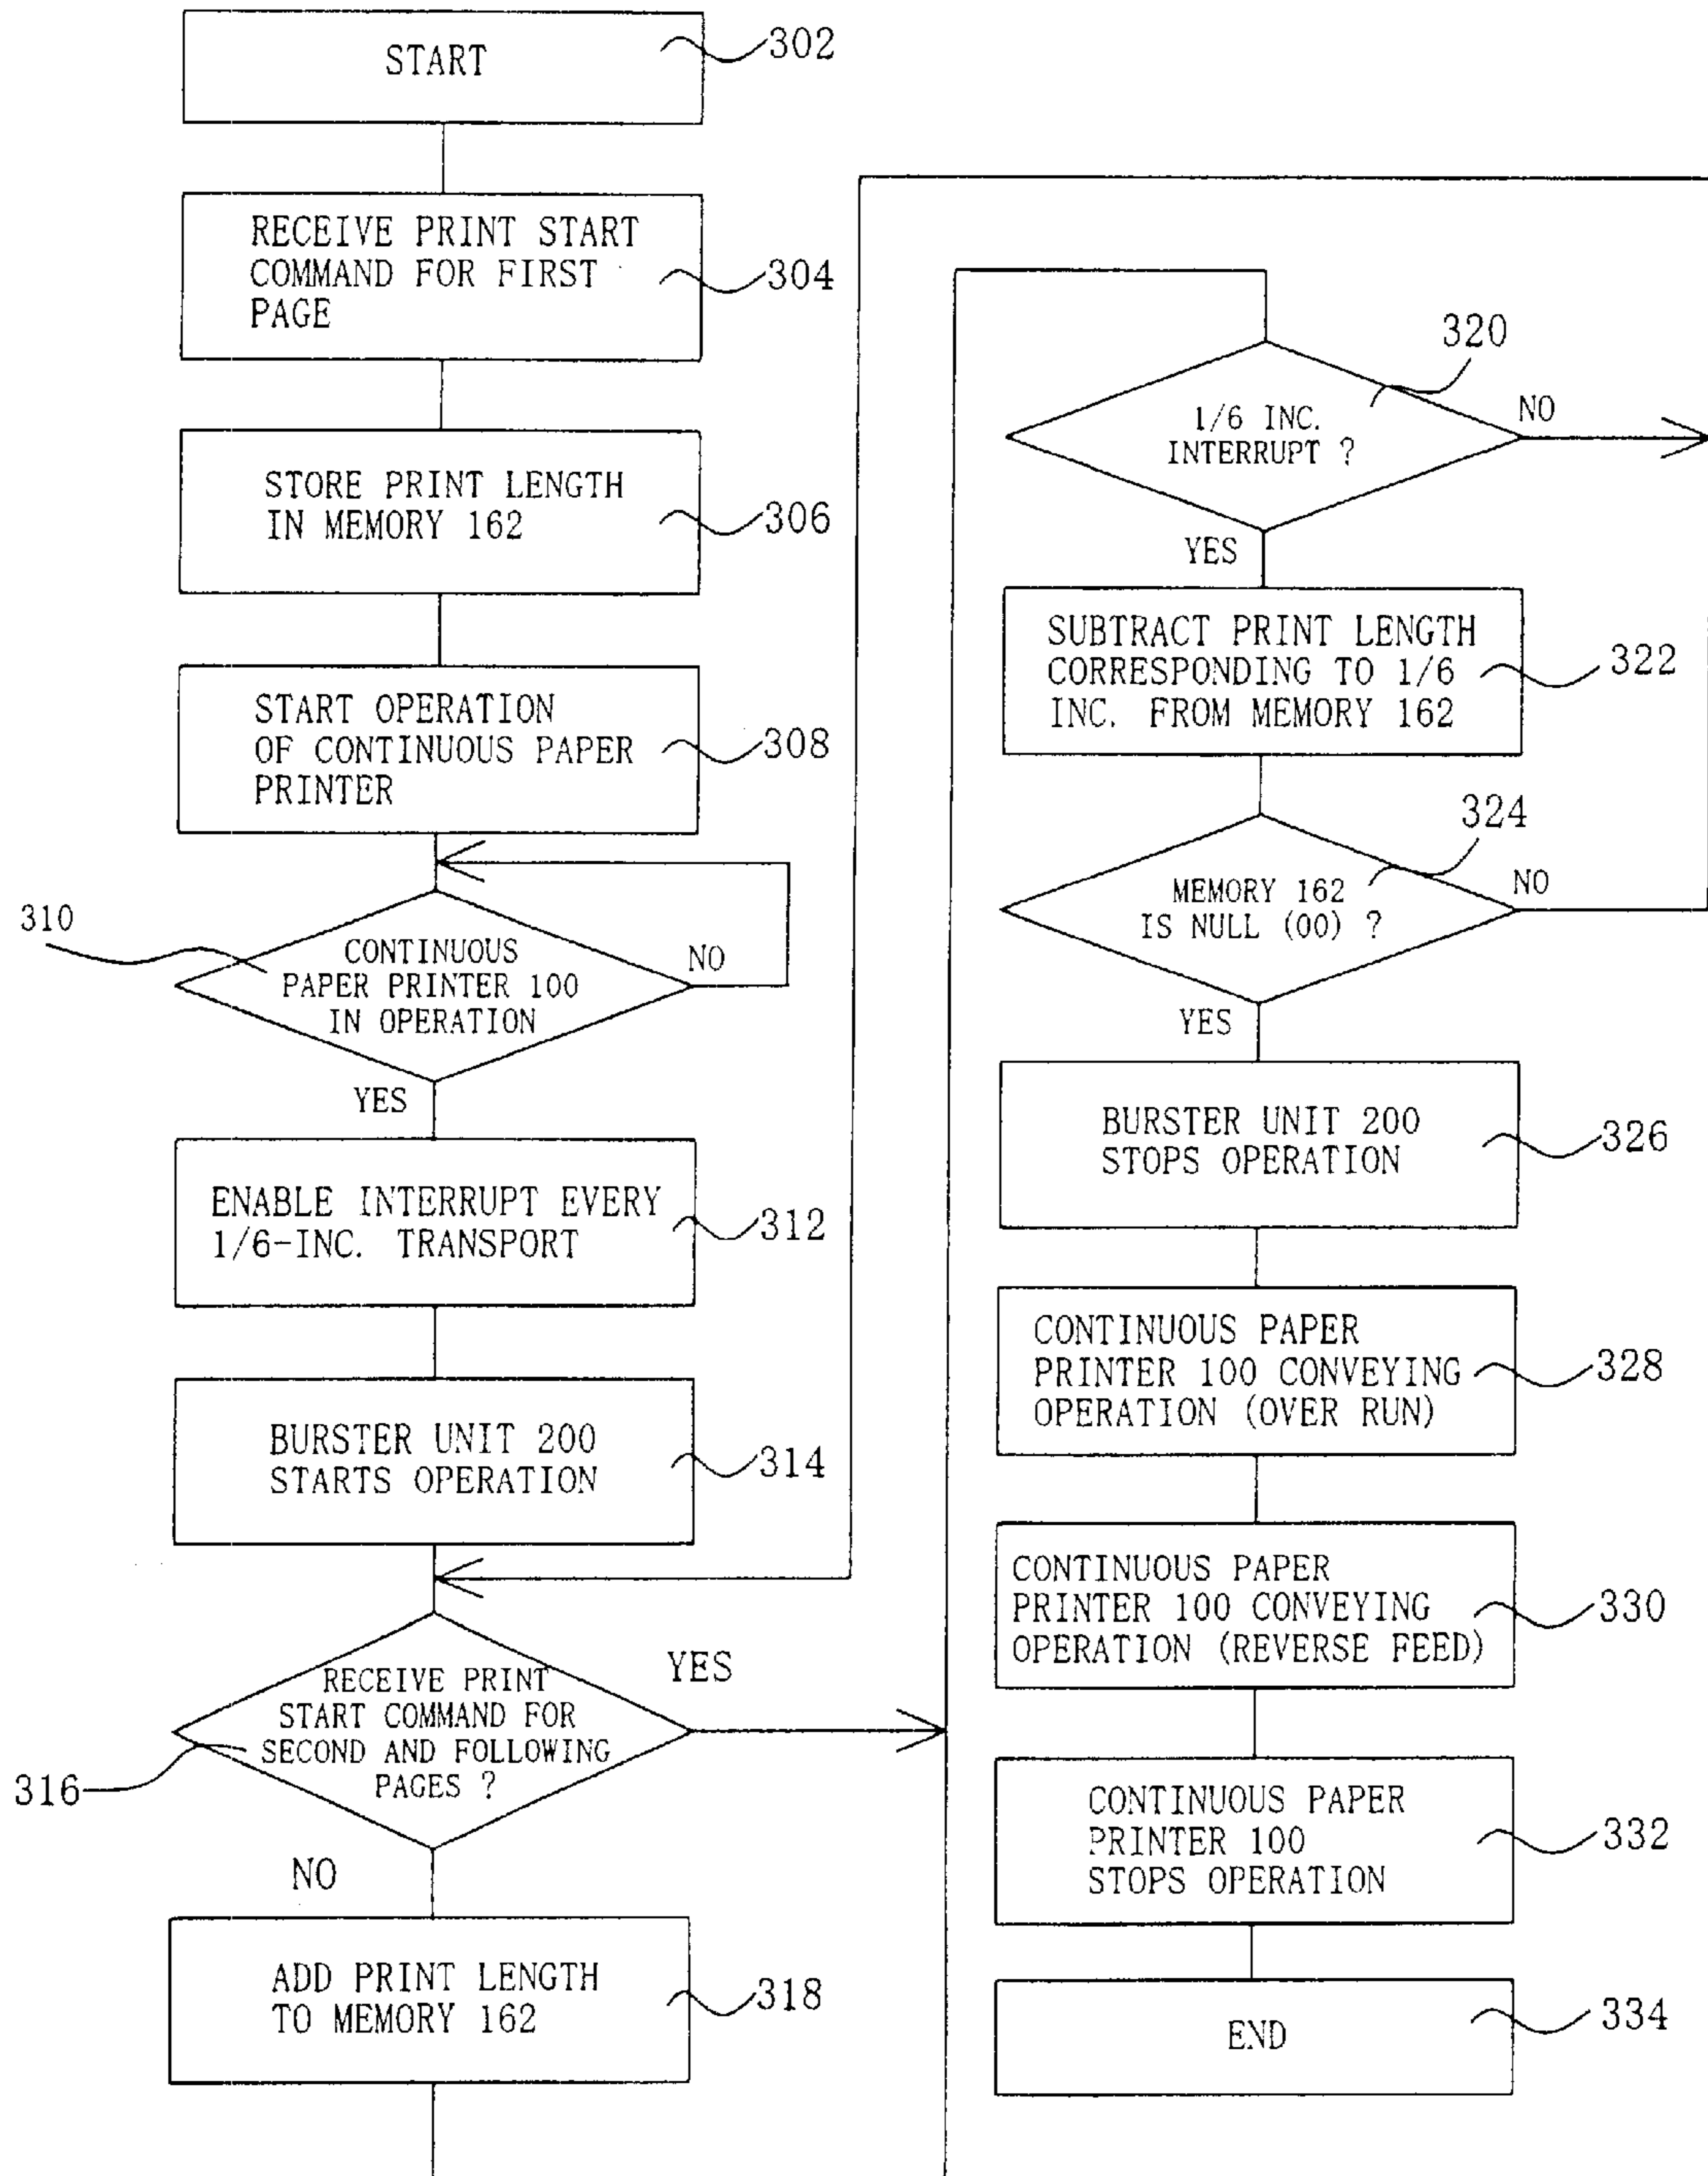 START
302
RECEIVE PRINT START
COMMAND FOR FIRST
PAGE
304
STORE PRINT LENGTH
IN MEMORY 162
306
START OPERATION
OF CONTINUOUS PAPER
PRINTER
308
310
CONTINUOUS
PAPER PRINTER 100
IN OPERATION
NO
YES
ENABLE INTERRUPT EVERY
1/6-INC. TRANSPORT
312
BURSTER UNIT 200
STARTS OPERATION
314
RECEIVE PRINT
START COMMAND FOR
SECOND AND FOLLOWING
PAGES ?
316
YES
NO
ADD PRINT LENGTH
TO MEMORY 162
318
320
1/6 INC.
INTERRUPT ?
NO
YES
SUBTRACT PRINT LENGTH
CORRESPONDING TO 1/6
INC. FROM MEMORY 162
322
324
MEMORY 162
IS NULL (00) ?
NO
YES
BURSTER UNIT 200
STOPS OPERATION
326
CONTINUOUS PAPER
PRINTER 100 CONVEYING
OPERATION (OVER RUN)
328
CONTINUOUS PAPER
PRINTER 100 CONVEYING
OPERATION (REVERSE FEED)
330
CONTINUOUS PAPER
PRINTER 100
STOPS OPERATION
332
END
334